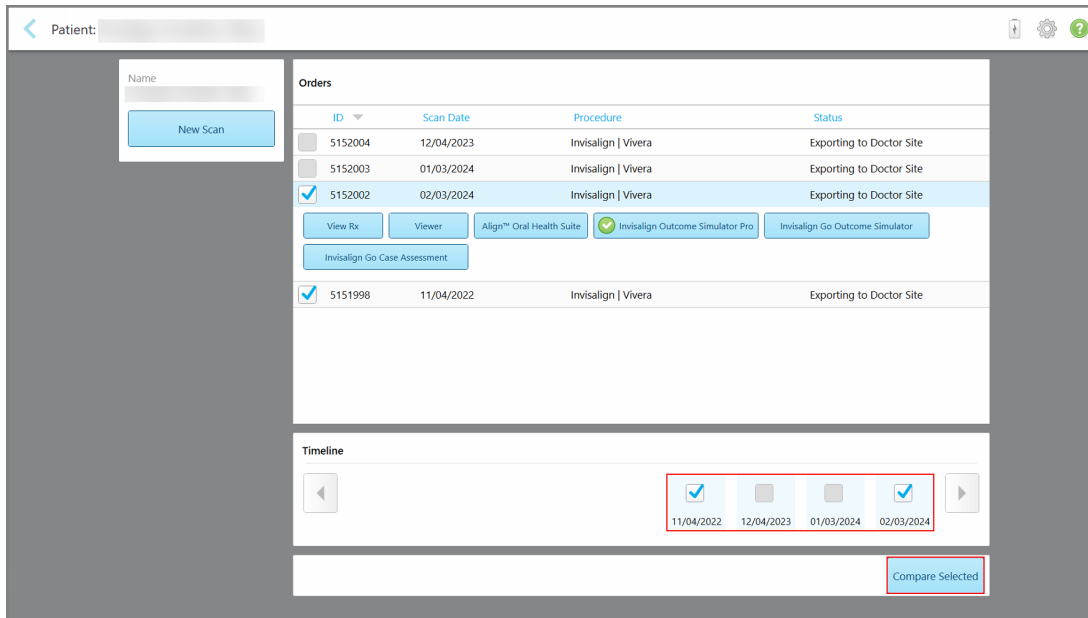 Patient:
Name
New Scan
Orders
ID Scan Date Procedure Status
5152004 12/04/2023 Invisalign | Vivera Exporting to Doctor Site
5152003 01/03/2024 Invisalign | Vivera Exporting to Doctor Site
5152002 02/03/2024 Invisalign | Vivera Exporting to Doctor Site
View Rx Viewer Align™ Oral Health Suite Invisalign Outcome Simulator Pro Invisalign Go Outcome Simulator
Invisalign Go Case Assessment
5151998 11/04/2022 Invisalign | Vivera Exporting to Doctor Site
Timeline
11/04/2022 12/04/2023 01/03/2024 02/03/2024
Compare Selected